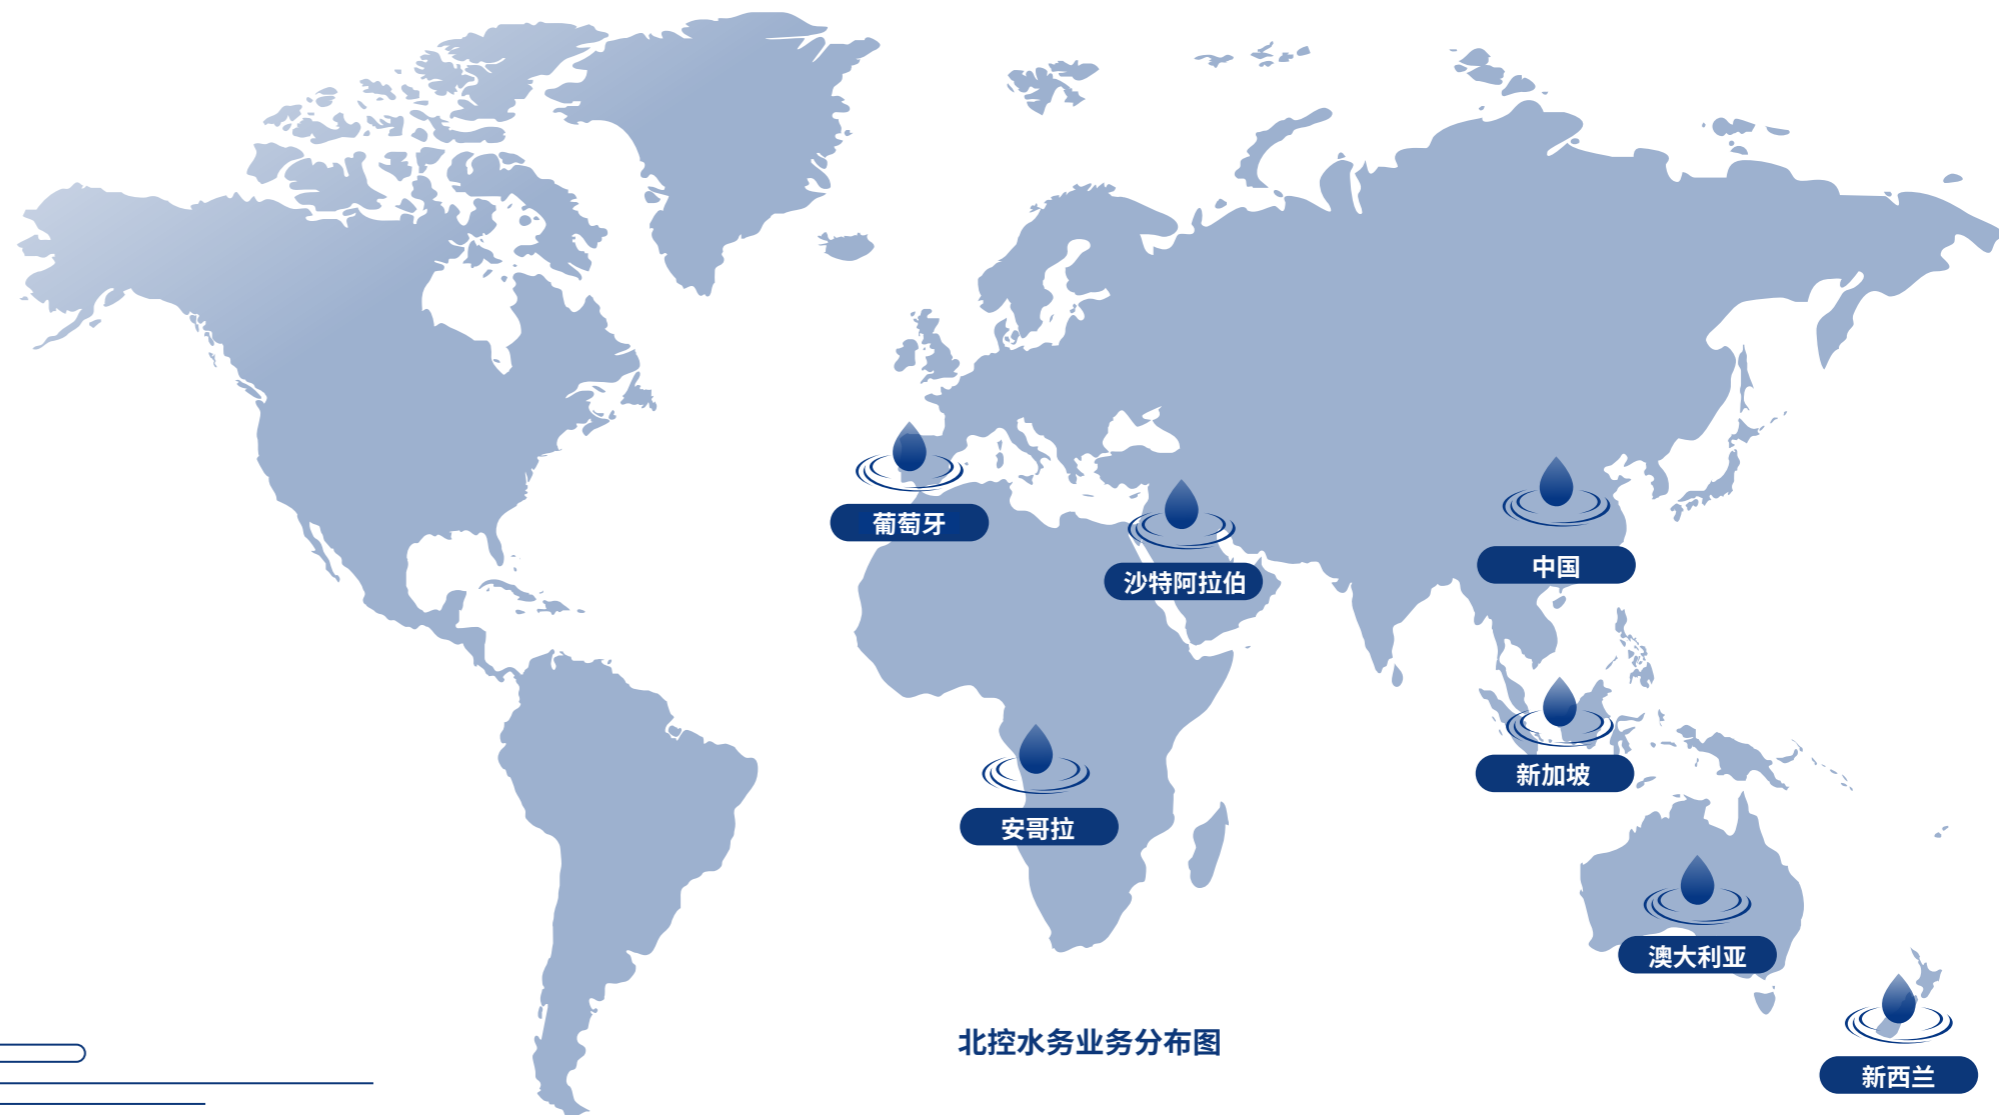 葡萄牙
中国
沙特阿拉伯
新加坡
安哥拉
澳大利亚
北控水务业务分布图
新西兰